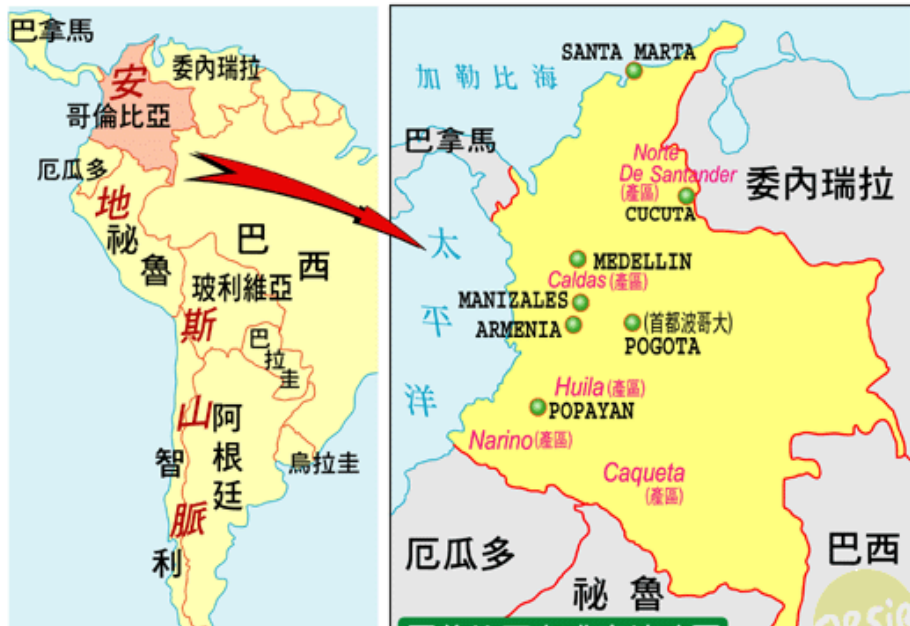 巴拿馬
委內瑞拉
安地斯山脈
哥倫比亞
厄瓜多
祕魯
巴西
玻利維亞
巴拉圭
阿根廷
智利
烏拉圭
SANTA MARTA
加勒比海
巴拿馬
Norte
De Santander
(產區)
CUCUTA
委內瑞拉
太平洋
MEDELLIN
Caldas(產區)
MANIZALES
ARMENIA
(首都波哥大)
POGOTA
Huila(產區)
POPAYAN
Narino(產區)
Caqueta
(產區)
厄瓜多
祕魯
巴西